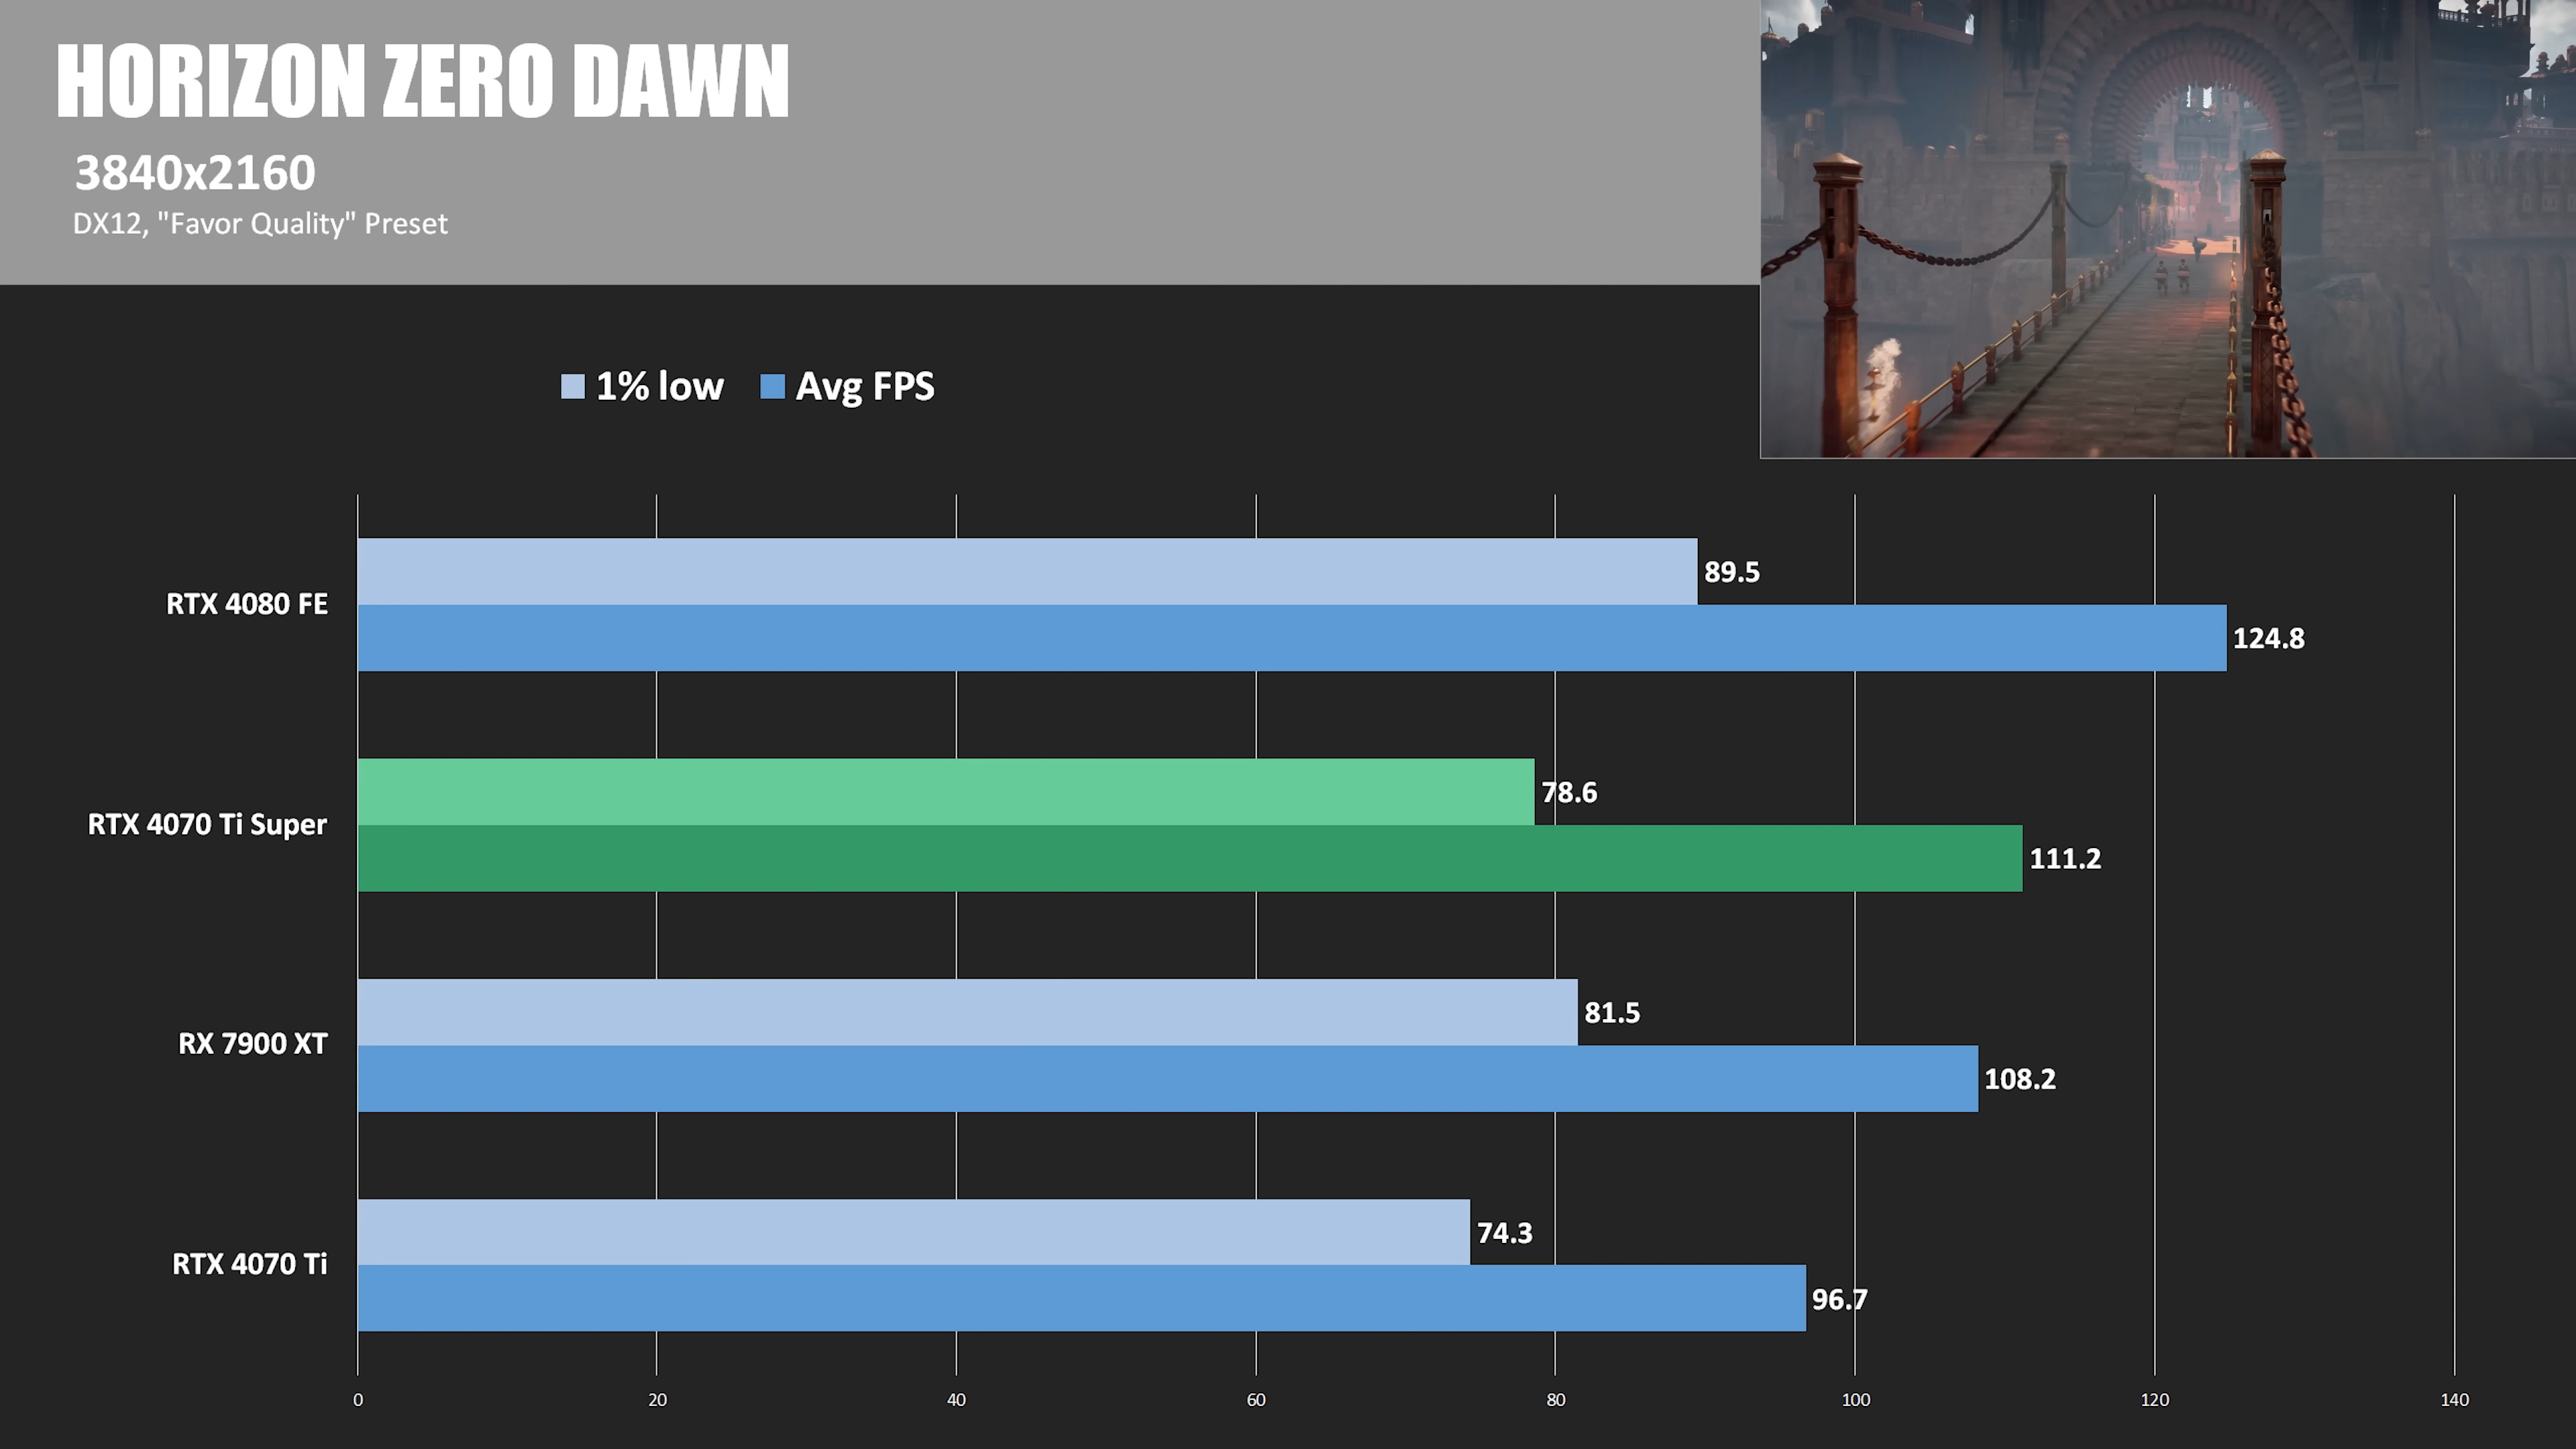 HORIZON ZERO DAWN
3840x2160
DX12, "Favor Quality" Preset
1% low Avg FPS
89.5
RTX 4080 FE
124.8
78.6
RTX 4070 Ti Super
111.2
81.5
RX 7900 XT
108.2
74.3
RTX 4070 Ti
96.7
0 20 40 60 80 100 120 140